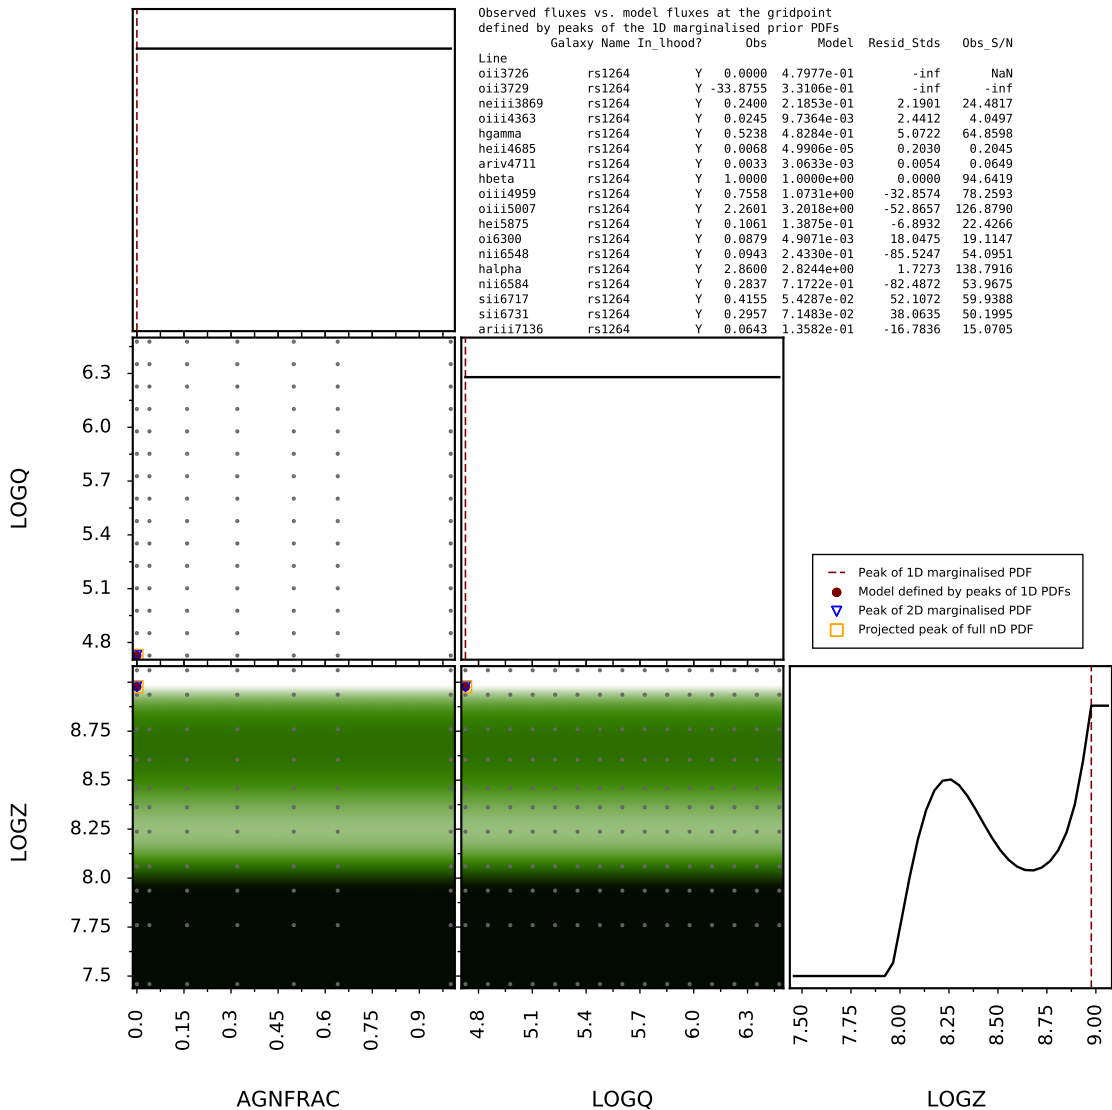 Observed fluxes vs. model fluxes at the gridpoint
defined by peaks of the 1D marginalised prior PDFs
Galaxy Name In_lhood? Obs Model Resid_Stds Obs_S/N
Line
oii3726 rs1264 Y 0.0000 4.7977e-01 -inf NaN
oii3729 rs1264 Y -33.8755 3.3106e-01 -inf -inf
neiii3869 rs1264 Y 0.2400 2.1853e-01 2.1901 24.4817
oiii4363 rs1264 Y 0.0245 9.7364e-03 2.4412 4.0497
hgamma rs1264 Y 0.5238 4.8284e-01 5.0722 64.8598
heii4685 rs1264 Y 0.0068 4.9906e-05 0.2030 0.2045
ariv4711 rs1264 Y 0.0033 3.0633e-03 0.0054 0.0649
hbeta rs1264 Y 1.0000 1.0000e+00 0.0000 94.6419
oiii4959 rs1264 Y 0.7558 1.0731e+00 -32.8574 78.2593
oiii5007 rs1264 Y 2.2601 3.2018e+00 -52.8657 126.8790
hei5875 rs1264 Y 0.1061 1.3875e-01 -6.8932 22.4266
oi6300 rs1264 Y 0.0879 4.9071e-03 18.0475 19.1147
nii6548 rs1264 Y 0.0943 2.4330e-01 -85.5247 54.0951
halpha rs1264 Y 2.8600 2.8244e+00 1.7273 138.7916
nii6584 rs1264 Y 0.2837 7.1722e-01 -82.4872 53.9675
sii6717 rs1264 Y 0.4155 5.4287e-02 52.1072 59.9388
sii6731 rs1264 Y 0.2957 7.1483e-02 38.0635 50.1995
ariii7136 rs1264 Y 0.0643 1.3582e-01 -16.7836 15.0705
LOGQ
6.3
6.0
5.7
5.4
5.1
4.8
Peak of 1D marginalised PDF
Model defined by peaks of 1D PDFs
Peak of 2D marginalised PDF
Projected peak of full nD PDF
LOGZ
8.75
8.5
8.25
8.0
7.75
7.5
0.0 0.15 0.3 0.45 0.6 0.75 0.9
4.8 5.1 5.4 5.7 6.0 6.3
7.50 7.75 8.00 8.25 8.50 8.75 9.00
AGNFRAC LOGQ LOGZ